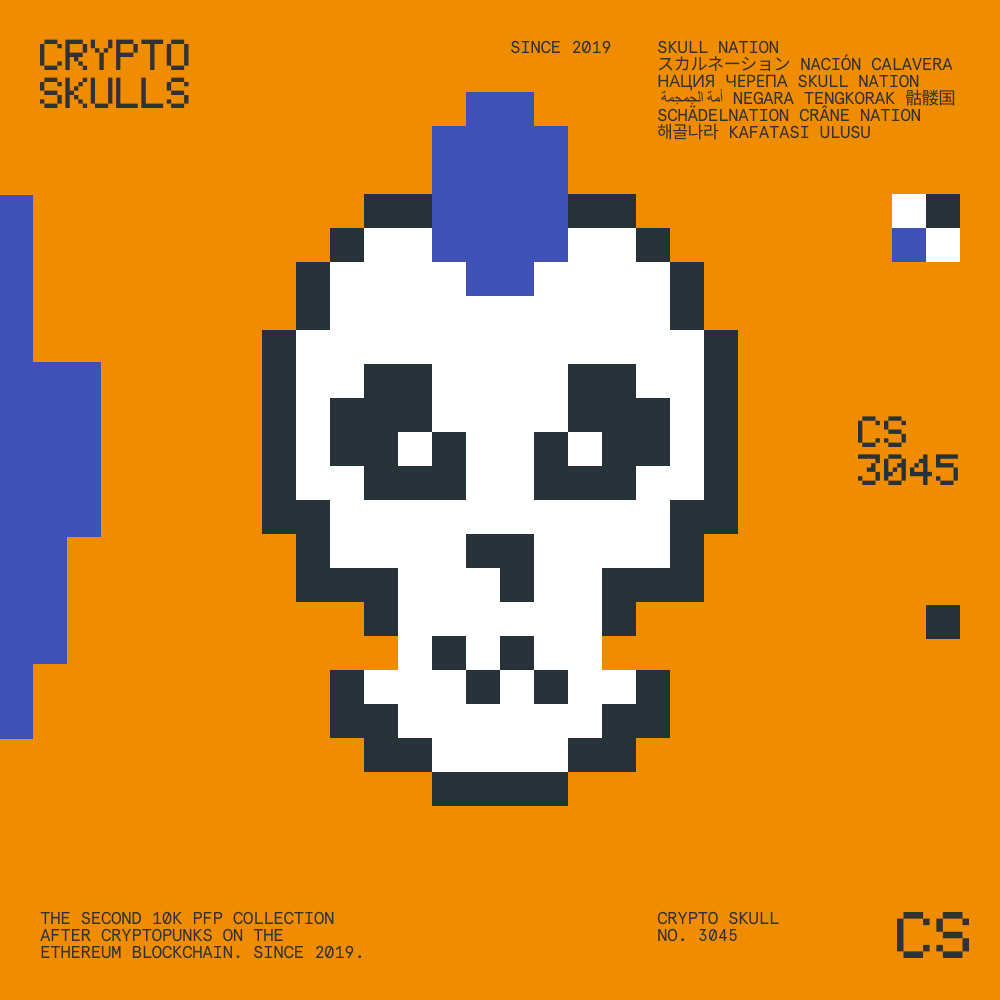 CRYPTO
SKULLS
SINCE 2019
SKULL NATION
スカルネーション NACIÓN CALAVERA
НАЦИЯ ЧЕРЕПА SKULL NATION
أمة الجمجمة NEGARA TENGKORAK 骷髅国
SCHÄDELNATION CRÂNE NATION
해골나라 KAFATASI ULUSU
CS
3045
THE SECOND 10K PFP COLLECTION
AFTER CRYPTOPUNKS ON THE
ETHEREUM BLOCKCHAIN. SINCE 2019.
CRYPTO SKULL
NO. 3045
CS